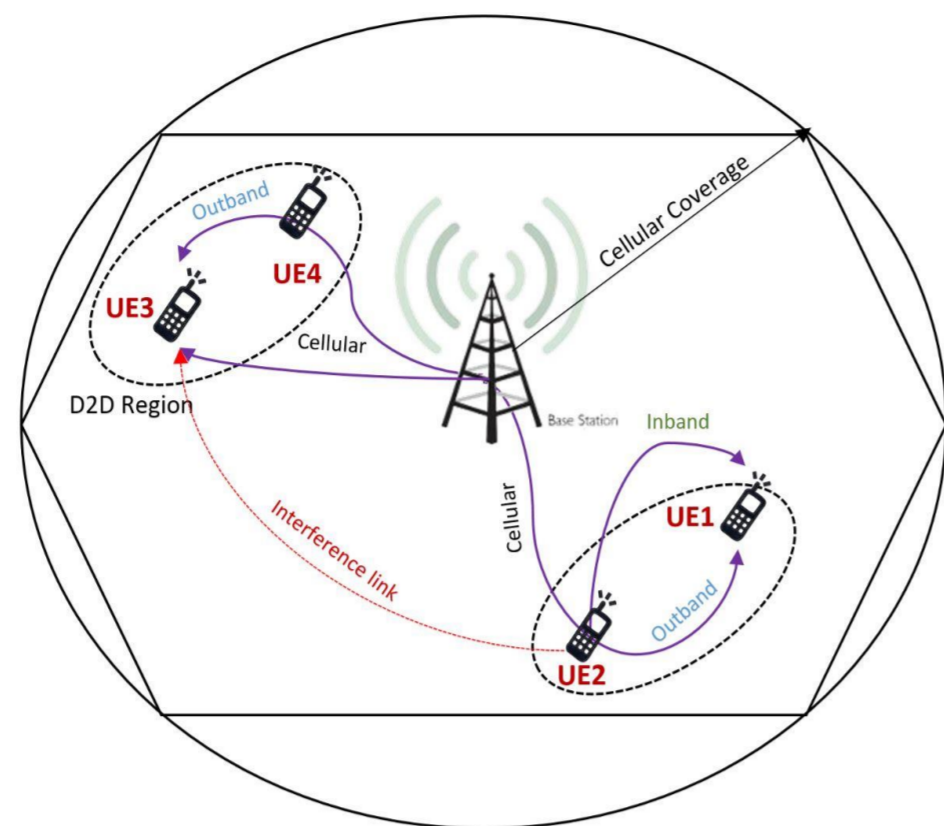 Cellular Coverage
Outband
UE4
UE3
Cellular
D2D Region
Base Station
Inband
Cellular
UE1
Interference link
Outband
UE2